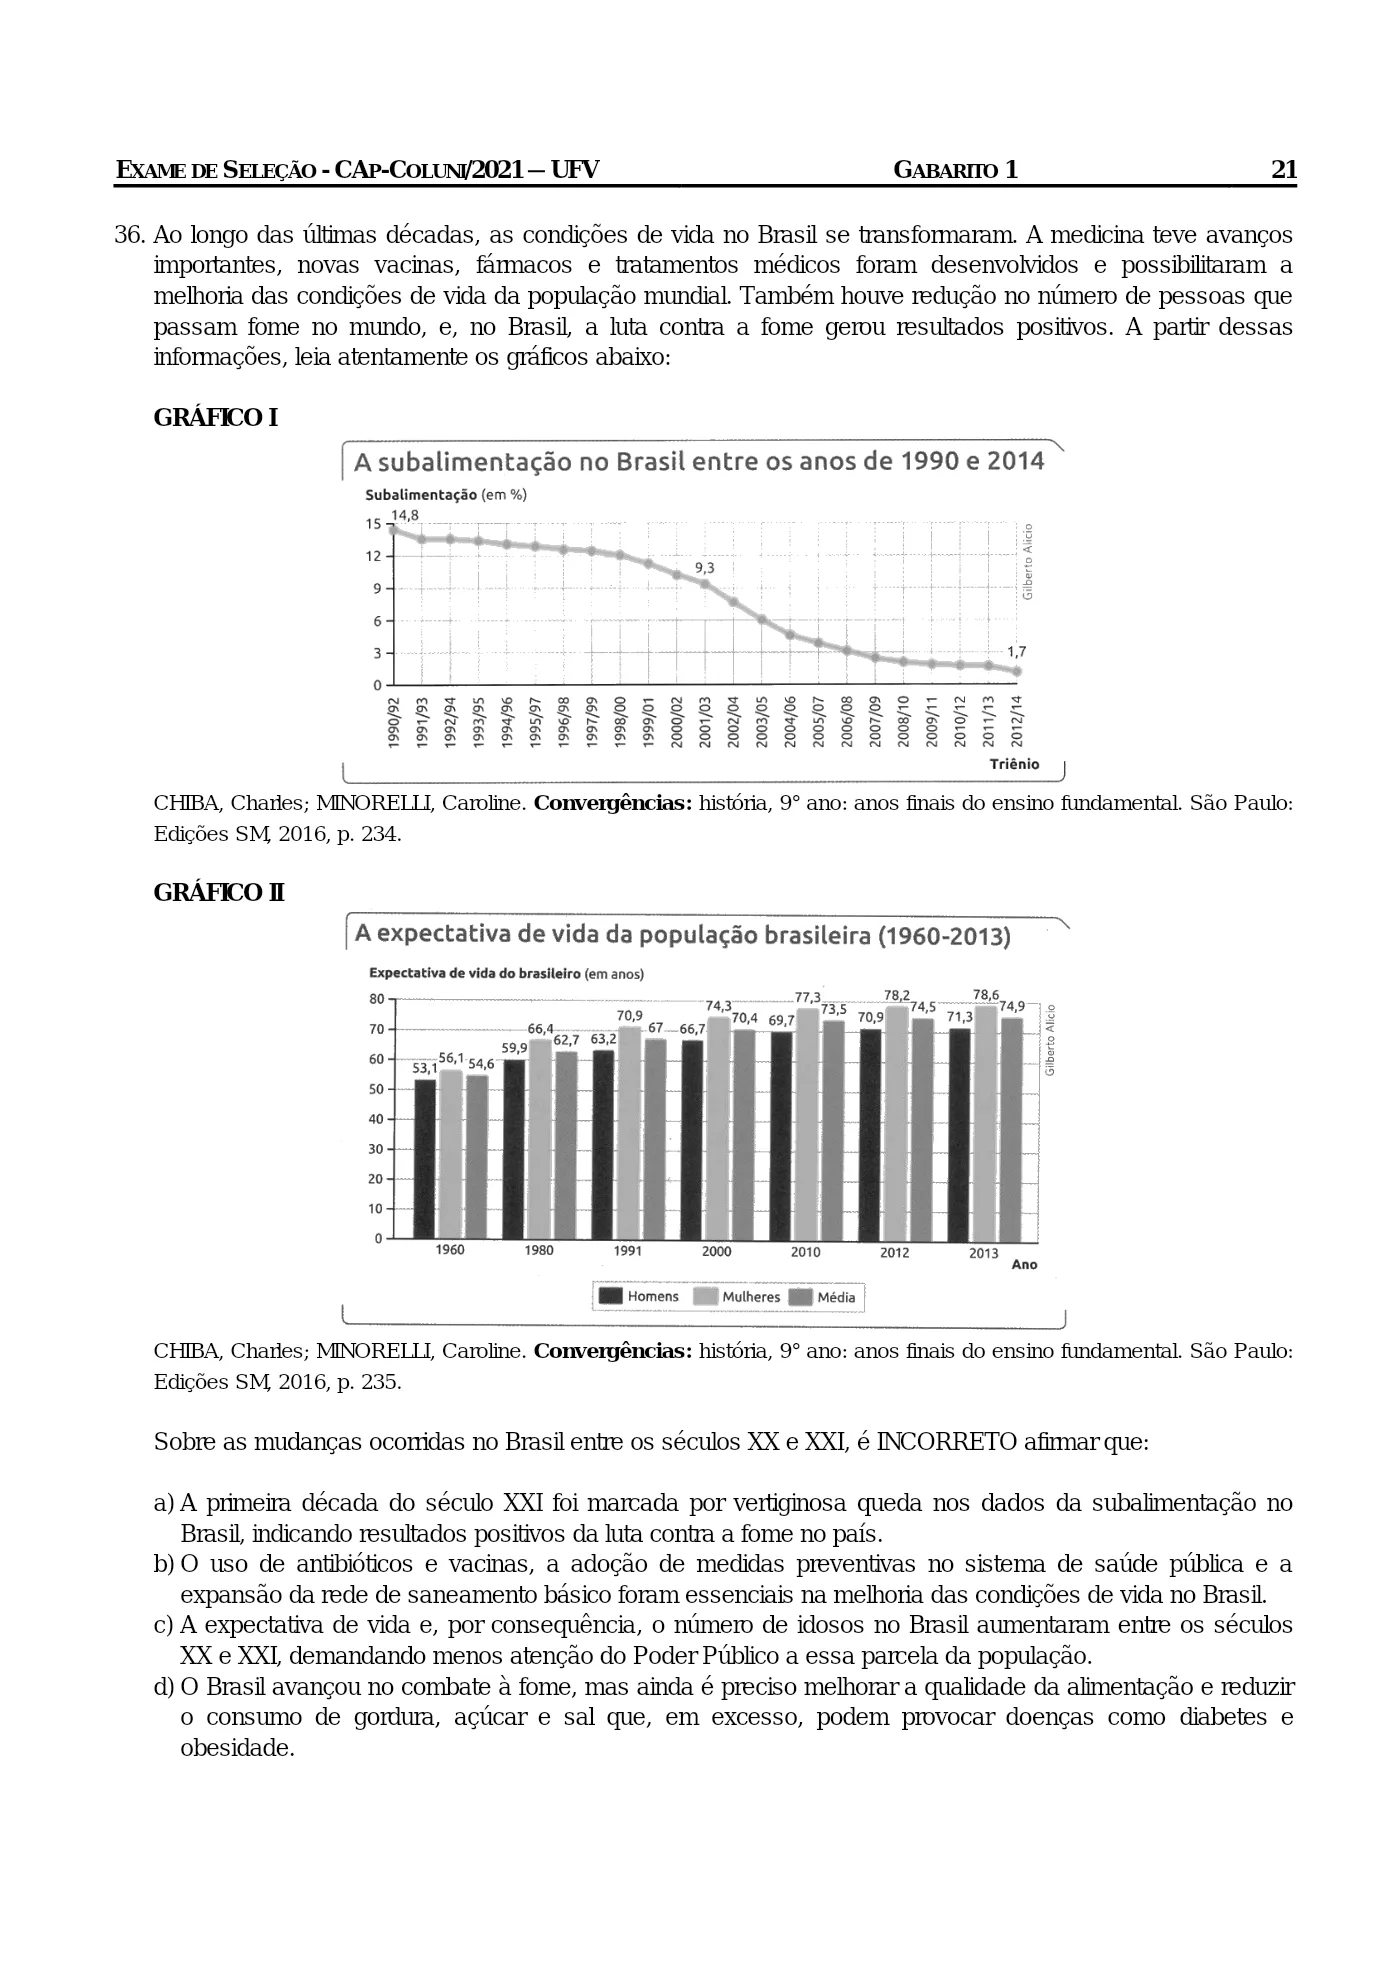 EXAME DE SELEÇÃO - CAP-COLUNI/2021 — UFV GABARITO 1 21
36. Ao longo das últimas décadas, as condições de vida no Brasil se transformaram. A medicina teve avanços
importantes, novas vacinas, fármacos e tratamentos médicos foram desenvolvidos e possibilitaram a
melhoria das condições de vida da população mundial. Também houve redução no número de pessoas que
passam fome no mundo, e, no Brasil, a luta contra a fome gerou resultados positivos. A partir dessas
informações, leia atentamente os gráficos abaixo:
GRÁFICO I
A subalimentação no Brasil entre os anos de 1990 e 2014
Subalimentação (em %)
14,8
15
12
9,3
9
6
3
1,7
0
Gilberto Alicio
1990/92 1991/93 1992/94 1993/95 1994/96 1995/97 1996/98 1997/99 1998/00 1999/01 2000/02 2001/03 2002/04 2003/05 2004/06 2005/07 2006/08 2007/09 2008/10 2009/11 2010/12 2011/13 2012/14
Triênio
CHIBA, Charles; MINORELLI, Caroline. Convergências: história, 9° ano: anos finais do ensino fundamental. São Paulo:
Edições SM, 2016, p. 234.
GRÁFICO II
A expectativa de vida da população brasileira (1960-2013)
Expectativa de vida do brasileiro (em anos)
80
70
60
50
40
30
20
10
0
53,1 56,1 54,6
59,9 66,4 62,7
63,2 70,9 67
66,7 74,3 70,4
69,7 77,3 73,5
70,9 78,2 74,5
71,3 78,6 74,9
Gilberto Alicio
1960 1980 1991 2000 2010 2012 2013
Ano
Homens Mulheres Média
CHIBA, Charles; MINORELLI, Caroline. Convergências: história, 9° ano: anos finais do ensino fundamental. São Paulo:
Edições SM, 2016, p. 235.
Sobre as mudanças ocorridas no Brasil entre os séculos XX e XXI, é INCORRETO afirmar que:
a) A primeira década do século XXI foi marcada por vertiginosa queda nos dados da subalimentação no
Brasil, indicando resultados positivos da luta contra a fome no país.
b) O uso de antibióticos e vacinas, a adoção de medidas preventivas no sistema de saúde pública e a
expansão da rede de saneamento básico foram essenciais na melhoria das condições de vida no Brasil.
c) A expectativa de vida e, por consequência, o número de idosos no Brasil aumentaram entre os séculos
XX e XXI, demandando menos atenção do Poder Público a essa parcela da população.
d) O Brasil avançou no combate à fome, mas ainda é preciso melhorar a qualidade da alimentação e reduzir
o consumo de gordura, açúcar e sal que, em excesso, podem provocar doenças como diabetes e
obesidade.